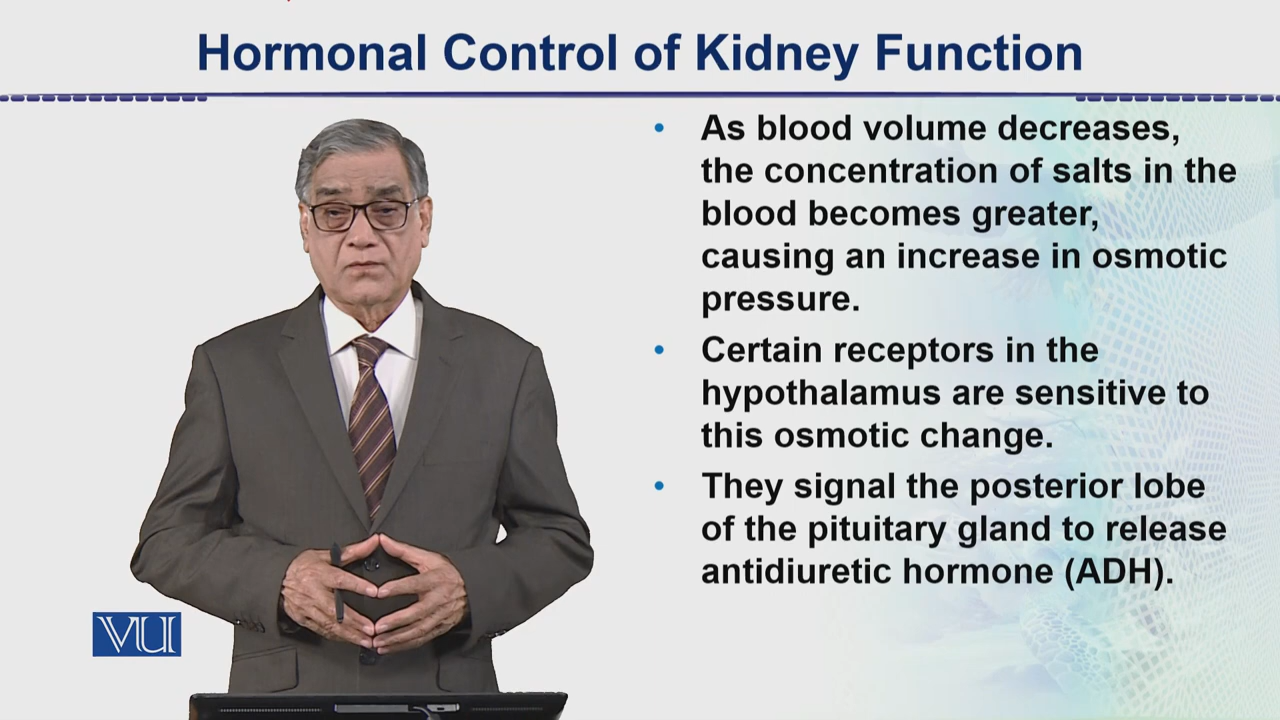 Hormonal Control of Kidney Function
• As blood volume decreases,
the concentration of salts in the
blood becomes greater,
causing an increase in osmotic
pressure.
• Certain receptors in the
hypothalamus are sensitive to
this osmotic change.
• They signal the posterior lobe
of the pituitary gland to release
antidiuretic hormone (ADH).
VU